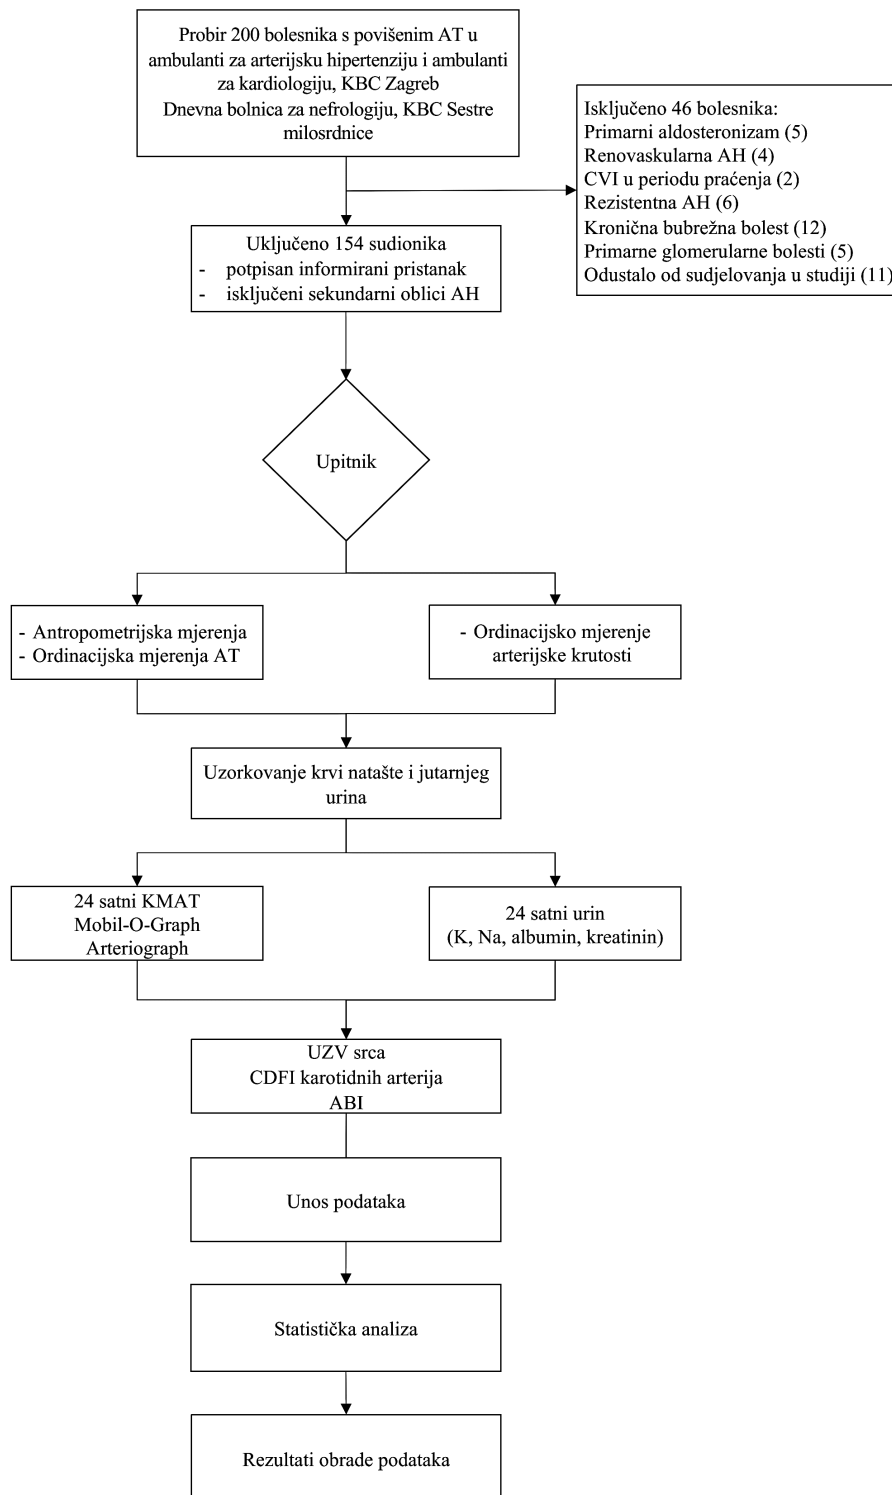 Probir 200 bolesnika s povišenim AT u
ambulanti za arterijsku hipertenziju i ambulanti
za kardiologiju, KBC Zagreb
Dnevna bolnica za nefrologiju, KBC Sestre
milosrdnice
Isključeno 46 bolesnika:
Primarni aldosteronizam (5)
Renovaskularna AH (4)
CVI u periodu praćenja (2)
Rezistentna AH (6)
Kronična bubrežna bolest (12)
Primarne glomerularne bolesti (5)
Odustalo od sudjelovanja u studiji (11)
Uključeno 154 sudionika
- potpisan informirani pristanak
- isključeni sekundarni oblici AH
Upitnik
- Antropometrijska mjerenja
- Ordinacijska mjerenja AT
- Ordinacijsko mjerenje
arterijske krutosti
Uzorkovanje krvi natašte i jutarnjeg
urina
24 satni KMAT
Mobil-O-Graph
Arteriograph
24 satni urin
(K, Na, albumin, kreatinin)
UZV srca
CDFI karotidnih arterija
ABI
Unos podataka
Statistička analiza
Rezultati obrade podataka